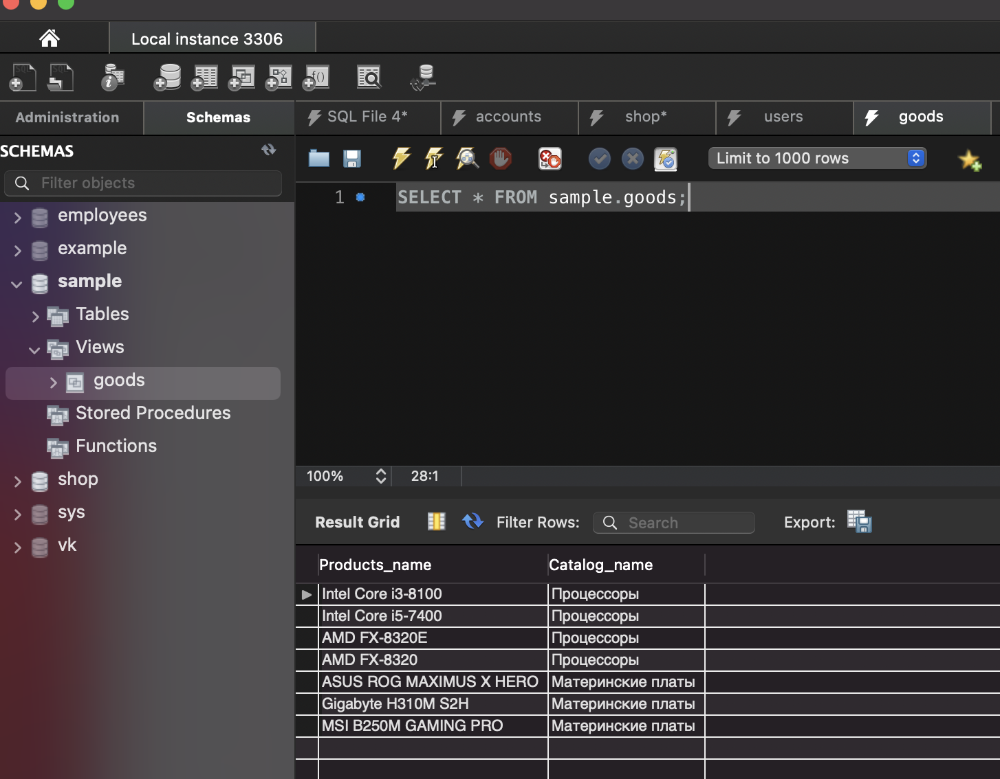 Local instance 3306
Administration
Schemas
SQL File 4*
accounts
shop*
users
goods
SCHEMAS
Filter objects
Limit to 1000 rows
1
SELECT * FROM sample.goods;
employees
example
sample
Tables
Views
goods
Stored Procedures
Functions
shop
sys
vk
100%
28:1
Result Grid
Filter Rows:
Search
Export:
Products_name Catalog_name
Intel Core i3-8100 Процессоры
Intel Core i5-7400 Процессоры
AMD FX-8320E Процессоры
AMD FX-8320 Процессоры
ASUS ROG MAXIMUS X HERO Материнские платы
Gigabyte H310M S2H Материнские платы
MSI B250M GAMING PRO Материнские платы